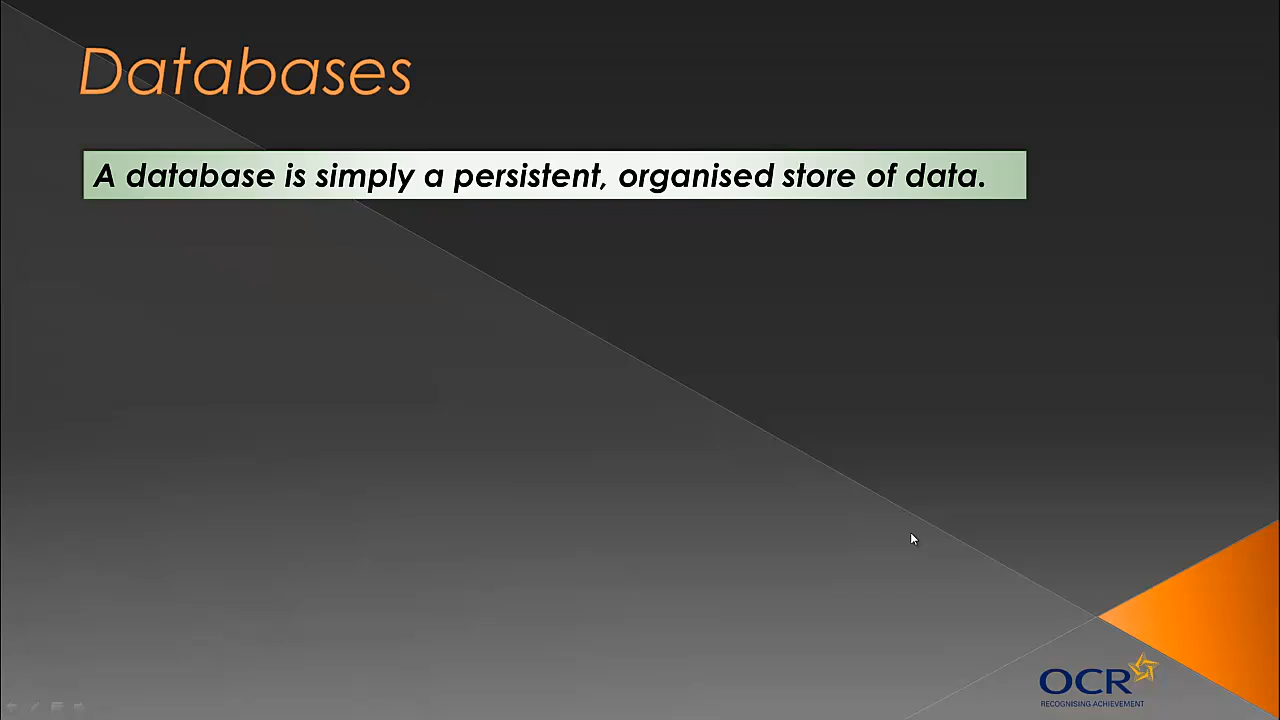 Databases
A database is simply a persistent, organised store of data.
OCR
RECOGNISING ACHIEVEMENT